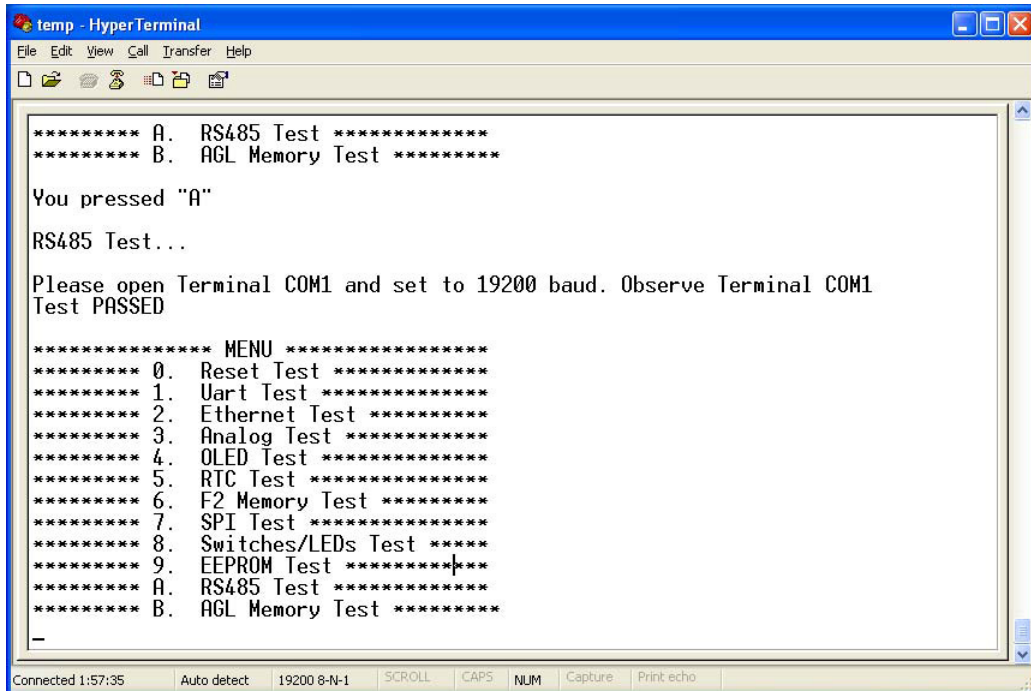 temp - HyperTerminal
File Edit View Call Transfer Help
********* A.  RS485 Test *************
********* B.  AGL Memory Test *********
You pressed "A"
RS485 Test...
Please open Terminal COM1 and set to 19200 baud. Observe Terminal COM1
Test PASSED
*************** MENU *****************
********* 0.  Reset Test *************
********* 1.  Uart Test **************
********* 2.  Ethernet Test **********
********* 3.  Analog Test ************
********* 4.  OLED Test **************
********* 5.  RTC Test ***************
********* 6.  F2 Memory Test *********
********* 7.  SPI Test ***************
********* 8.  Switches/LEDs Test *****
********* 9.  EEPROM Test ************
********* A.  RS485 Test *************
********* B.  AGL Memory Test *********
_
Connected 1:57:35 Auto detect 19200 8-N-1 SCROLL CAPS NUM Capture Print echo